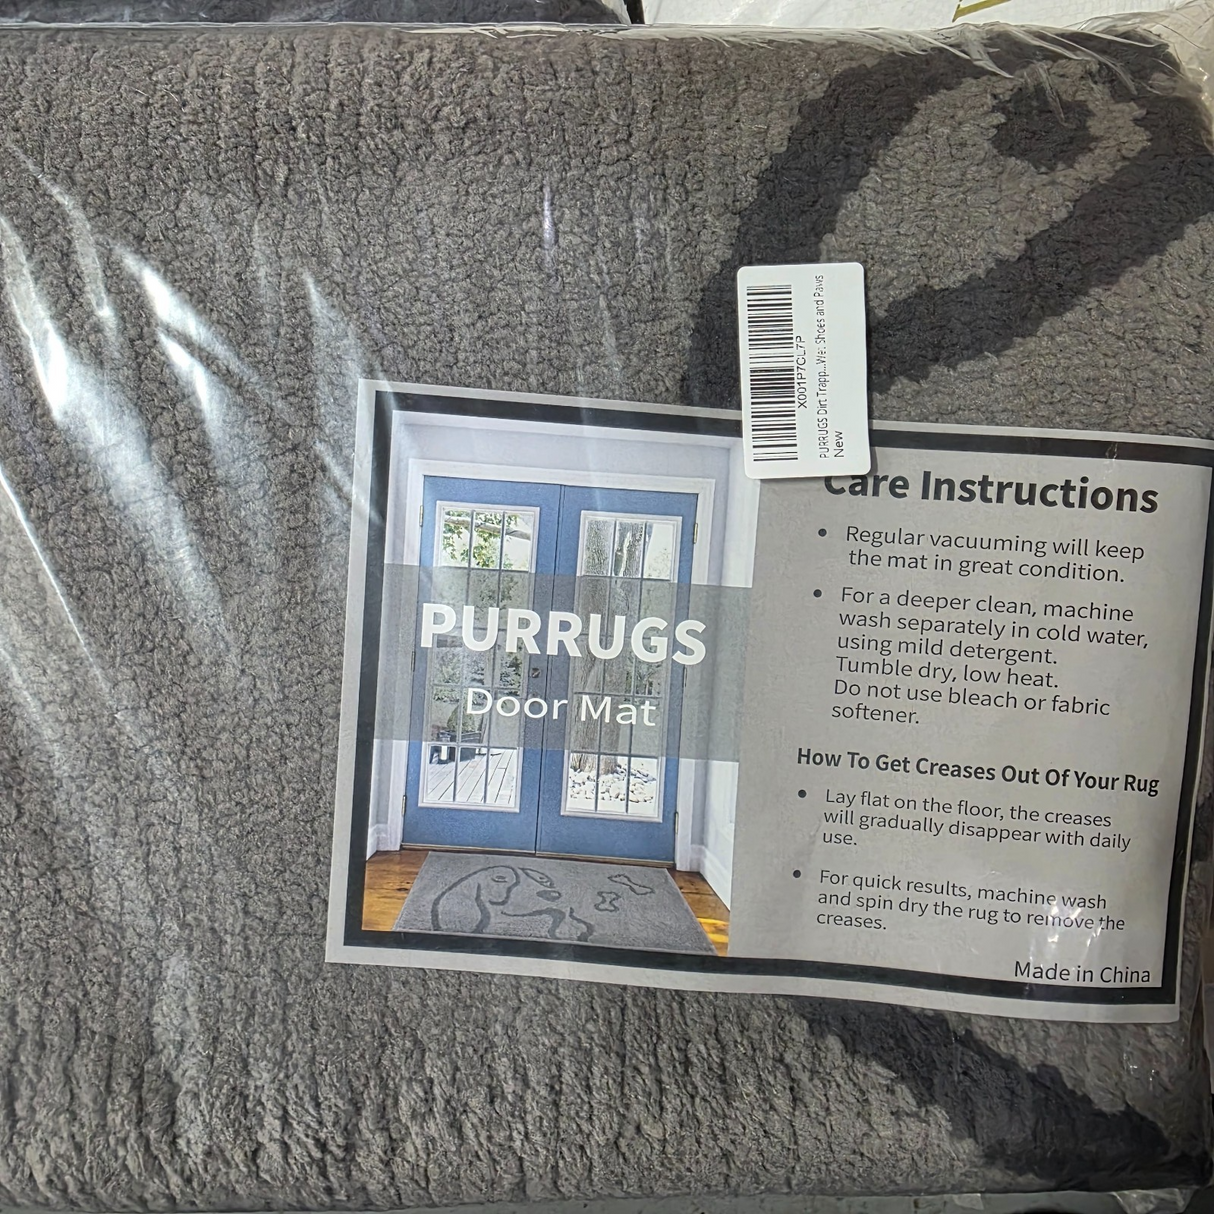 X001P7CL7P
PURRUGS Dirt Trapp...Wet Shoes and Paws
New
PURRUGS
Door Mat
Care Instructions
• Regular vacuuming will keep
the mat in great condition.
• For a deeper clean, machine
wash separately in cold water,
using mild detergent.
Tumble dry, low heat.
Do not use bleach or fabric
softener.
How To Get Creases Out Of Your Rug
• Lay flat on the floor, the creases
will gradually disappear with daily
use.
• For quick results, machine wash
and spin dry the rug to remove the
creases.
Made in China